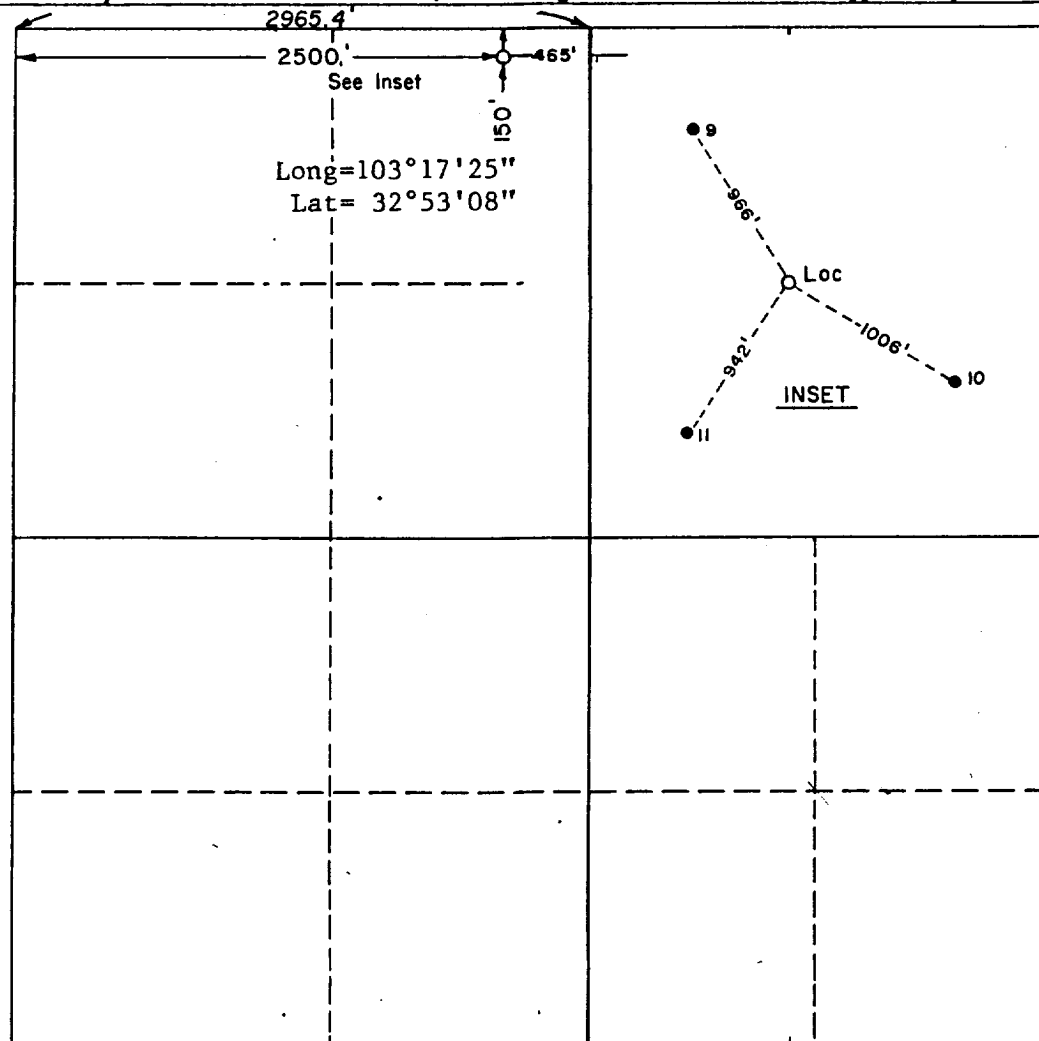 2965.4'
2500.'
465'
See Inset
150'
Long=103°17'25"
Lat= 32°53'08"
9
966'
Loc
1006'
942'
10
INSET
11